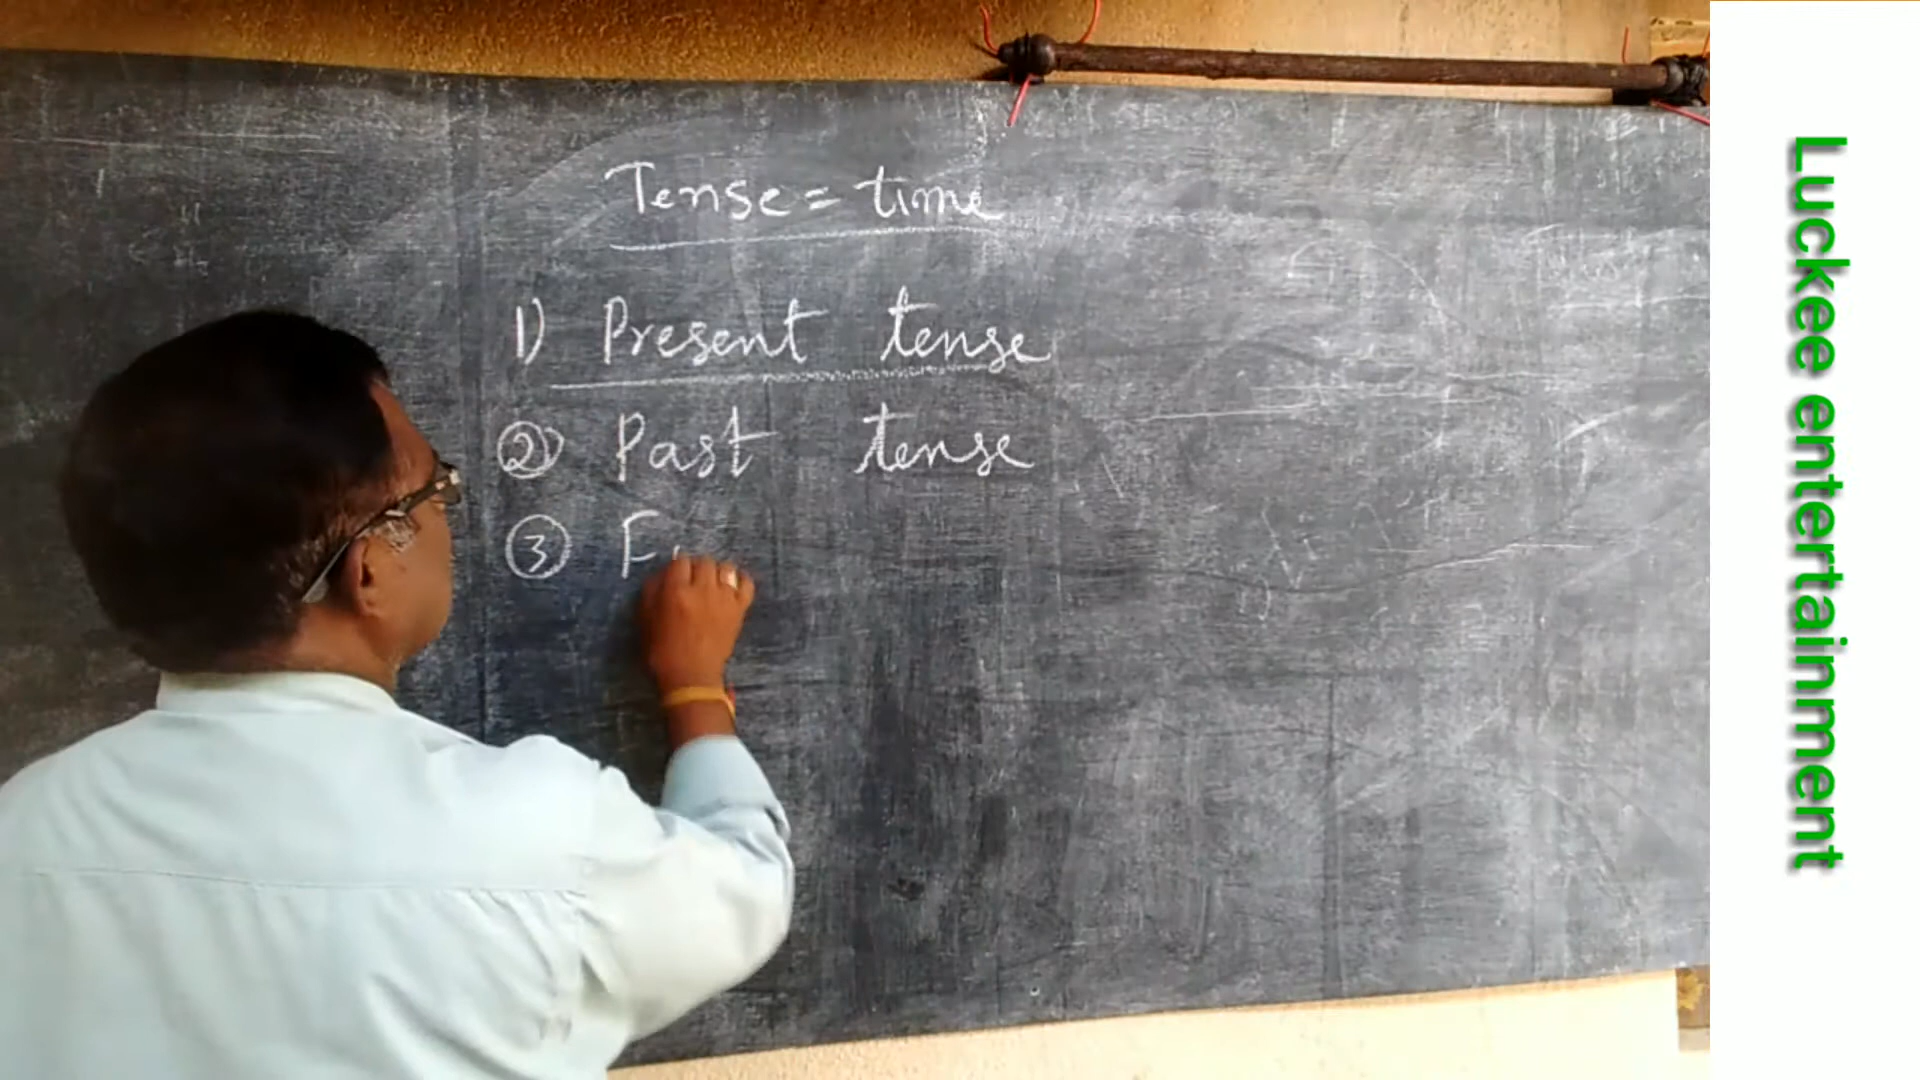 Tense = time
1) Present tense
2) Past tense
3 F
Luckee entertainment